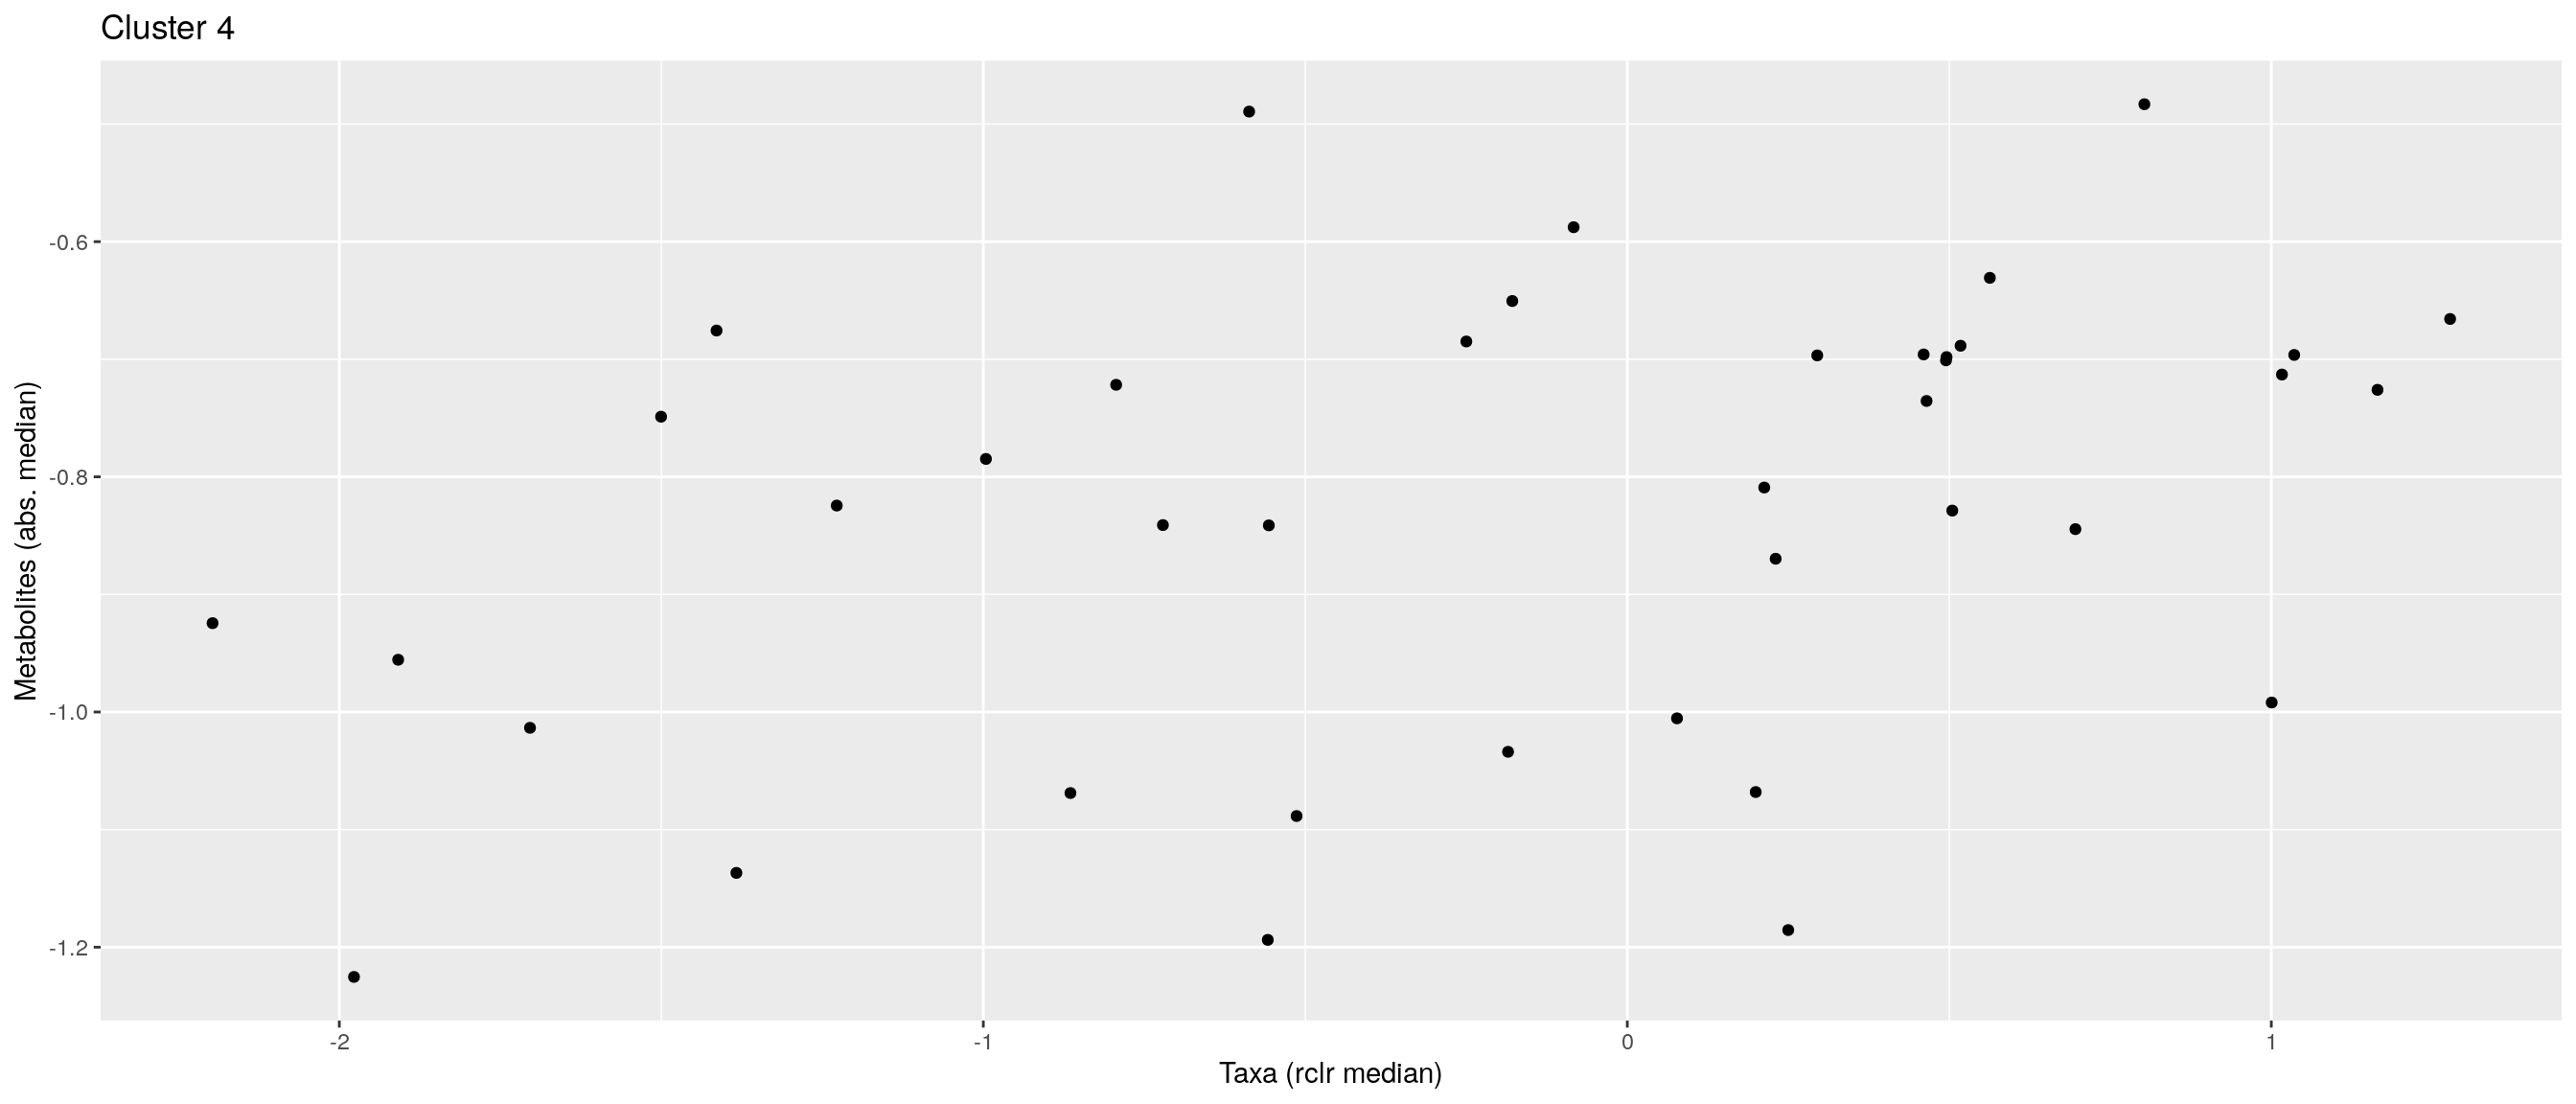 Cluster 4
-0.6
-0.8
-1.0
-1.2
Metabolites (abs. median)
-2
-1
0
1
Taxa (rclr median)